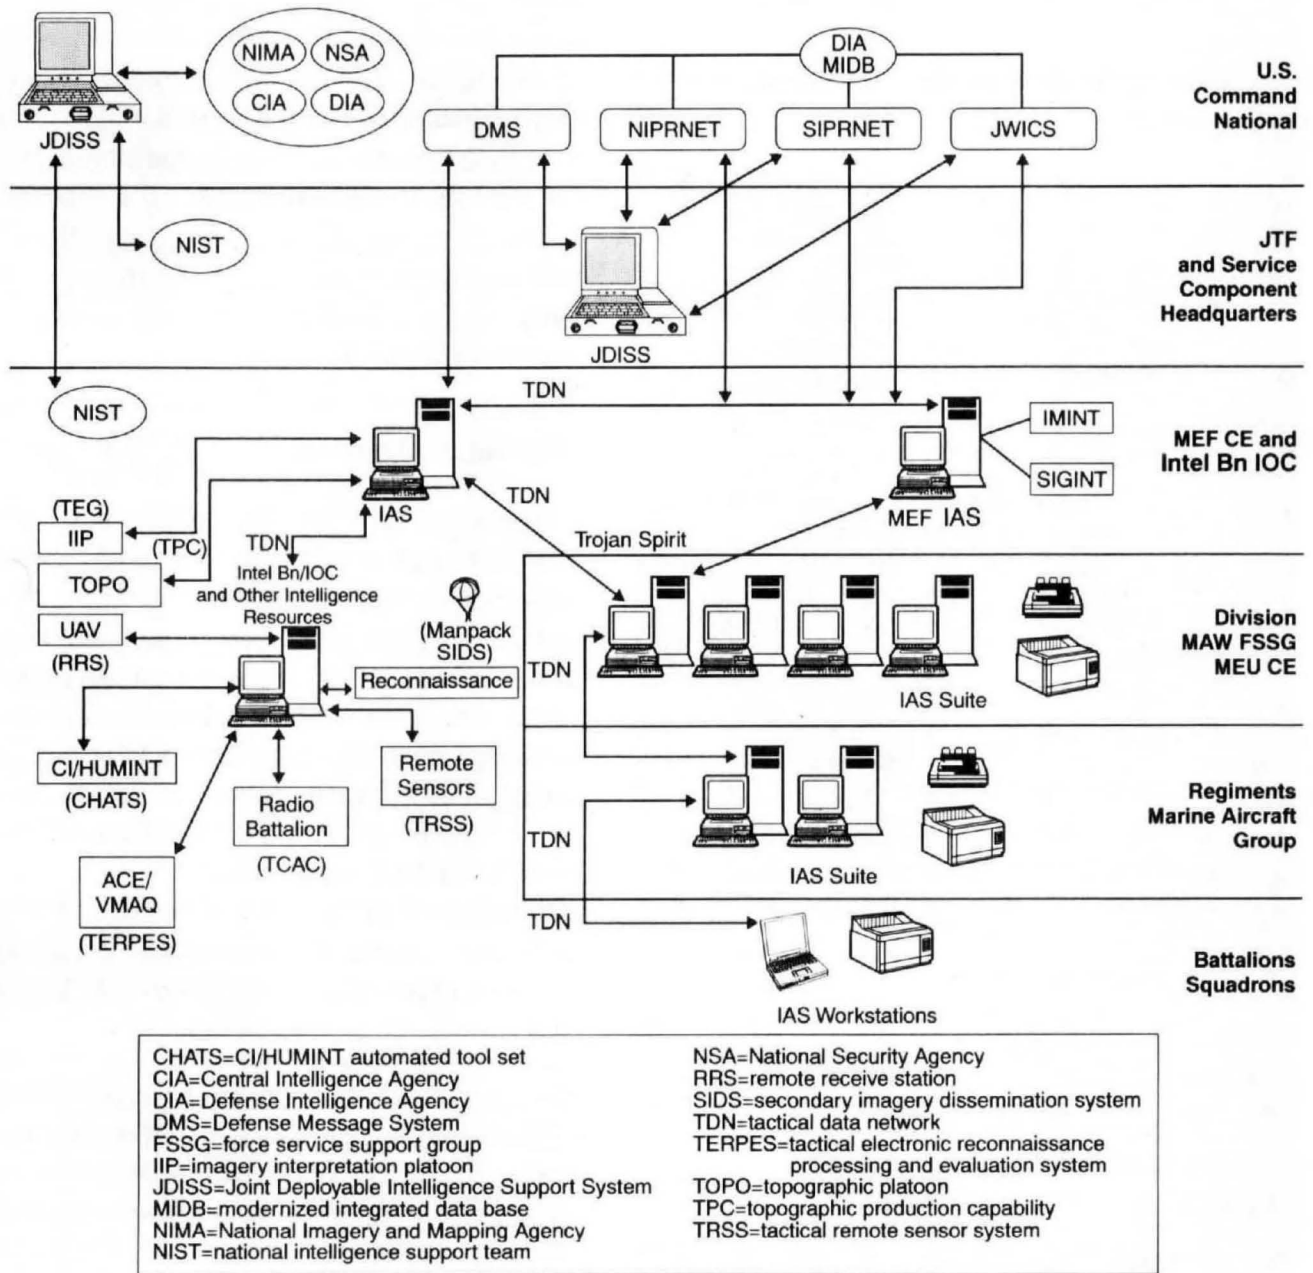 NIMA
NSA
CIA
DIA
JDISS
DIA
MIDB
DMS
NIPRNET
SIPRNET
JWICS
U.S.
Command
National
NIST
JDISS
JTF
and Service
Component
Headquarters
NIST
TDN
IAS
TDN
MEF IAS
IMINT
SIGINT
MEF CE and
Intel Bn IOC
(TEG)
IIP
(TPC)
TOPO
UAV
(RRS)
TDN
Intel Bn/IOC
and Other Intelligence
Resources
(Manpack
SIDS)
Reconnaissance
CI/HUMINT
(CHATS)
Radio
Battalion
(TCAC)
Remote
Sensors
(TRSS)
ACE/
VMAQ
(TERPES)
Trojan Spirit
TDN
IAS Suite
Division
MAW FSSG
MEU CE
TDN
IAS Suite
Regiments
Marine Aircraft
Group
TDN
IAS Workstations
Battalions
Squadrons
CHATS=CI/HUMINT automated tool set
CIA=Central Intelligence Agency
DIA=Defense Intelligence Agency
DMS=Defense Message System
FSSG=force service support group
IIP=imagery interpretation platoon
JDISS=Joint Deployable Intelligence Support System
MIDB=modernized integrated data base
NIMA=National Imagery and Mapping Agency
NIST=national intelligence support team
NSA=National Security Agency
RRS=remote receive station
SIDS=secondary imagery dissemination system
TDN=tactical data network
TERPES=tactical electronic reconnaissance
processing and evaluation system
TOPO=topographic platoon
TPC=topographic production capability
TRSS=tactical remote sensor system